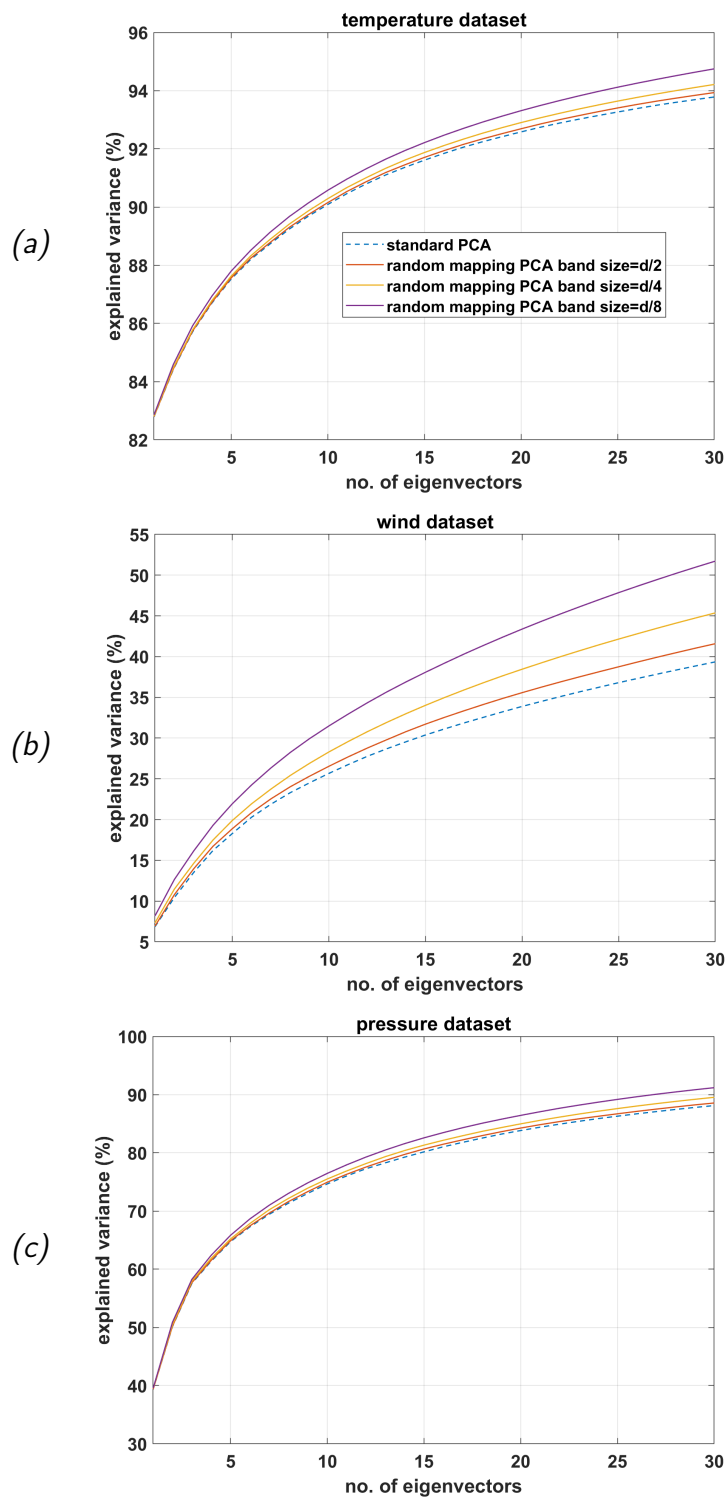 temperature dataset
96
94
92
90
88
86
84
82
explained variance (%)
(a)
standard PCA
random mapping PCA band size=d/2
random mapping PCA band size=d/4
random mapping PCA band size=d/8
5 10 15 20 25 30
no. of eigenvectors
wind dataset
55
50
45
40
35
30
25
20
15
10
5
explained variance (%)
(b)
5 10 15 20 25 30
no. of eigenvectors
pressure dataset
100
90
80
70
60
50
40
30
explained variance (%)
(c)
5 10 15 20 25 30
no. of eigenvectors